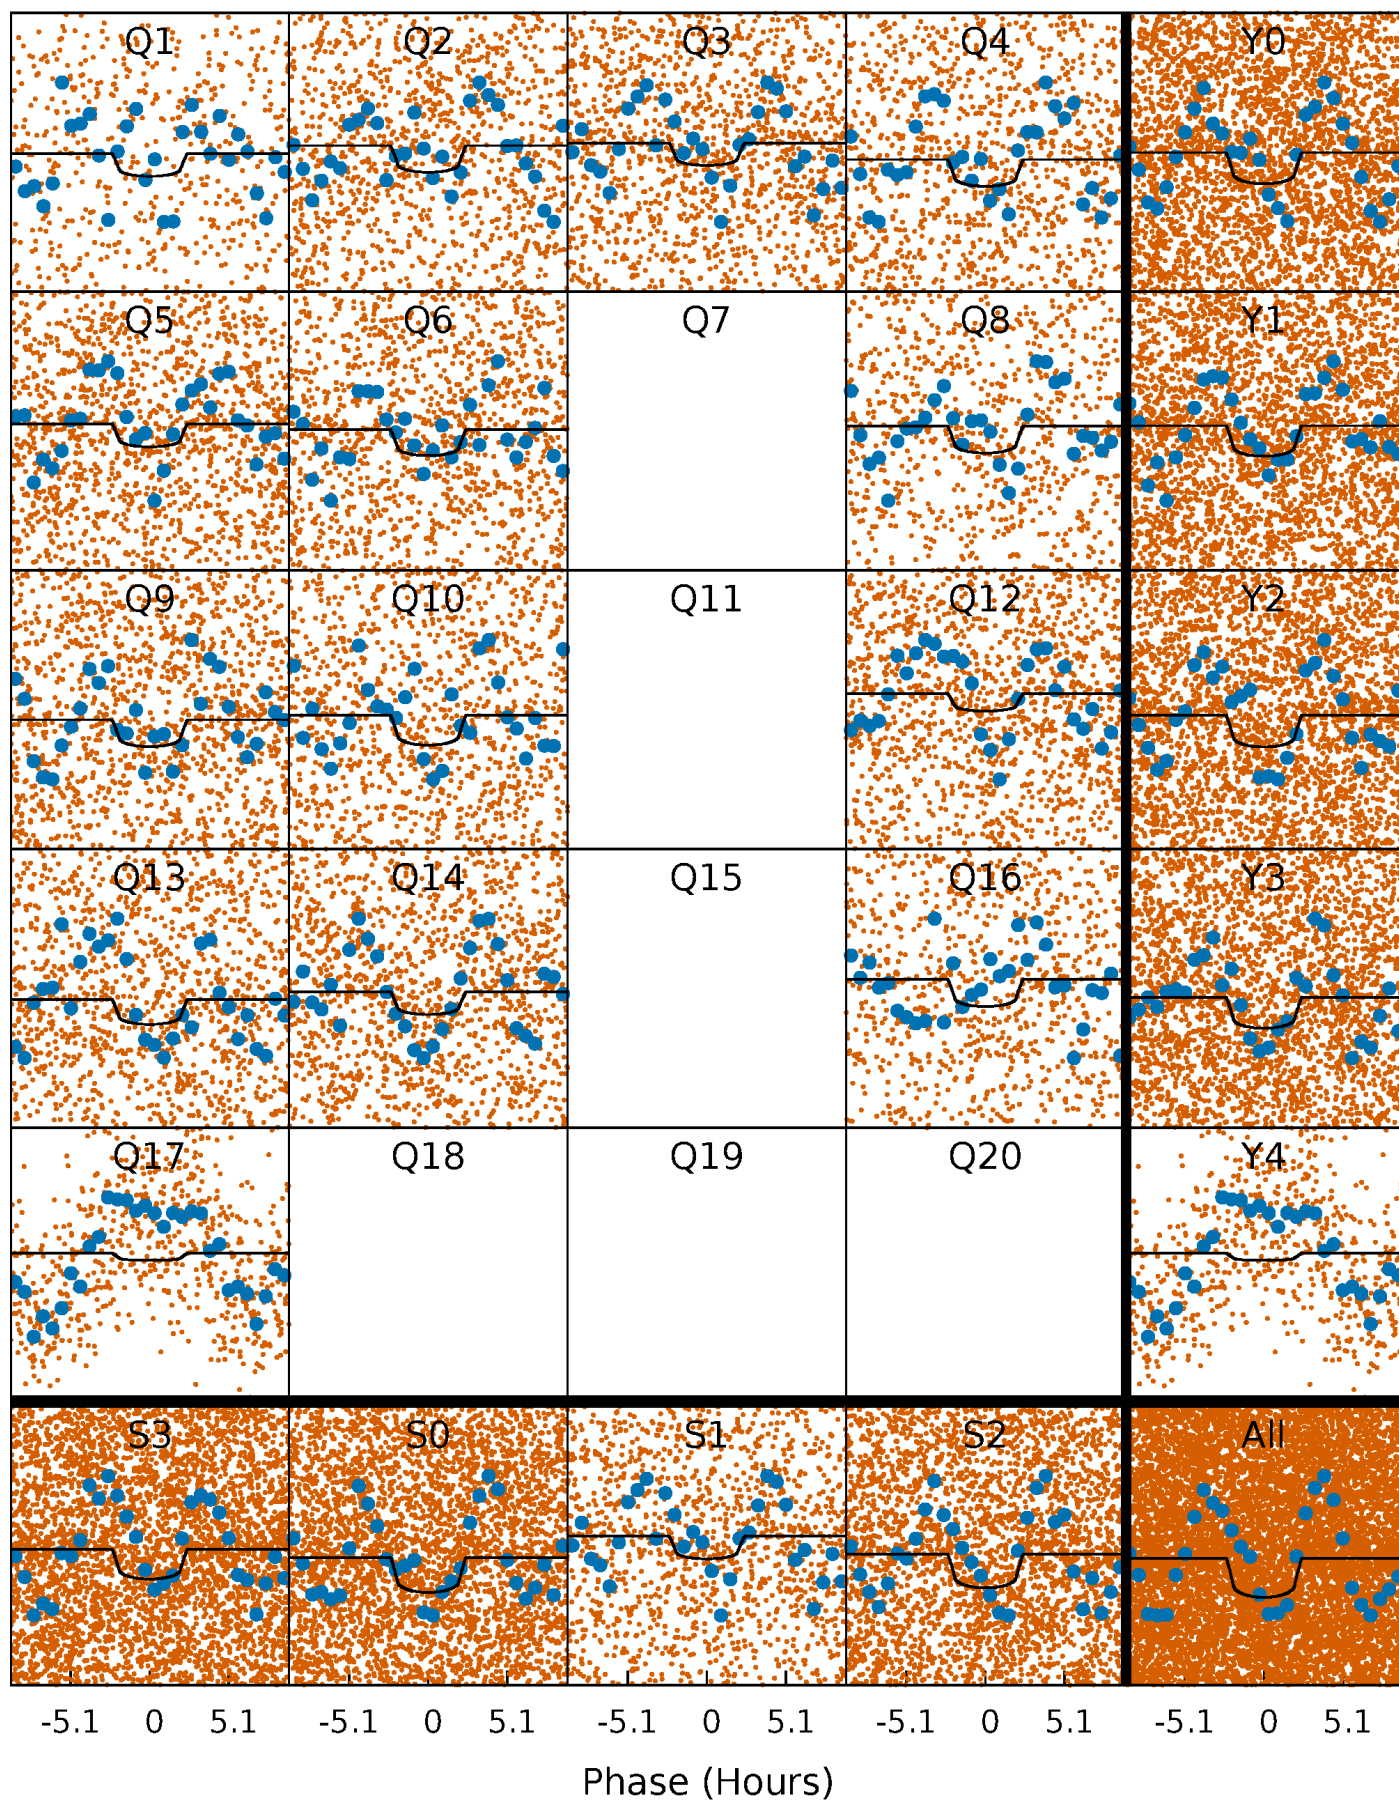 Q1 Q2 Q3 Q4 Y0
Q5 Q6 Q7 Q8 Y1
Q9 Q10 Q11 Q12 Y2
Q13 Q14 Q15 Q16 Y3
Q17 Q18 Q19 Q20 Y4
S3 S0 S1 S2 All
-5.1 0 5.1 -5.1 0 5.1 -5.1 0 5.1 -5.1 0 5.1 -5.1 0 5.1
Phase (Hours)